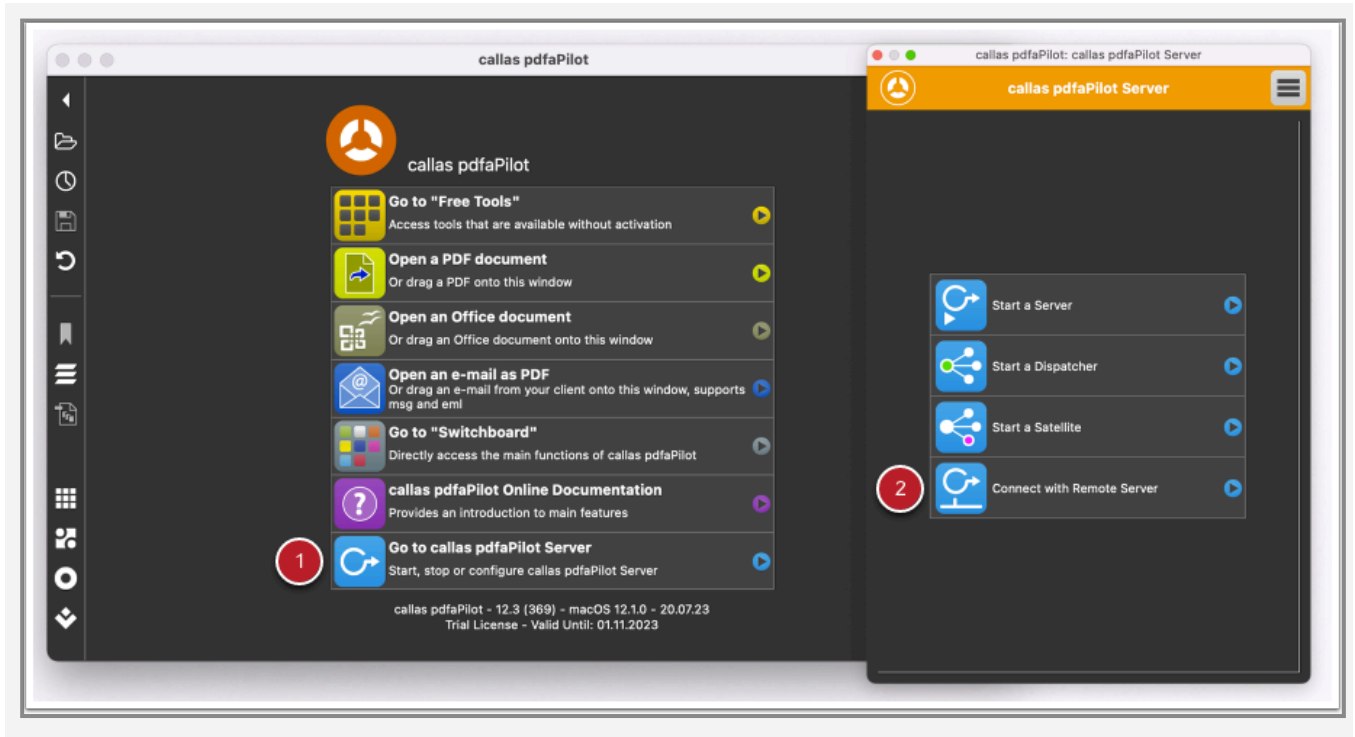 callas pdfaPilot
callas pdfaPilot
Go to "Free Tools"
Access tools that are available without activation
Open a PDF document
Or drag a PDF onto this window
Open an Office document
Or drag an Office document onto this window
@
Open an e-mail as PDF
Or drag an e-mail from your client onto this window, supports
msg and eml
Go to "Switchboard"
Directly access the main functions of callas pdfaPilot
?
callas pdfaPilot Online Documentation
Provides an introduction to main features
1
Go to callas pdfaPilot Server
Start, stop or configure callas pdfaPilot Server
callas pdfaPilot - 12.3 (369) - macOS 12.1.0 - 20.07.23
Trial License - Valid Until: 01.11.2023
callas pdfaPilot: callas pdfaPilot Server
callas pdfaPilot Server
Start a Server
Start a Dispatcher
Start a Satellite
2
Connect with Remote Server